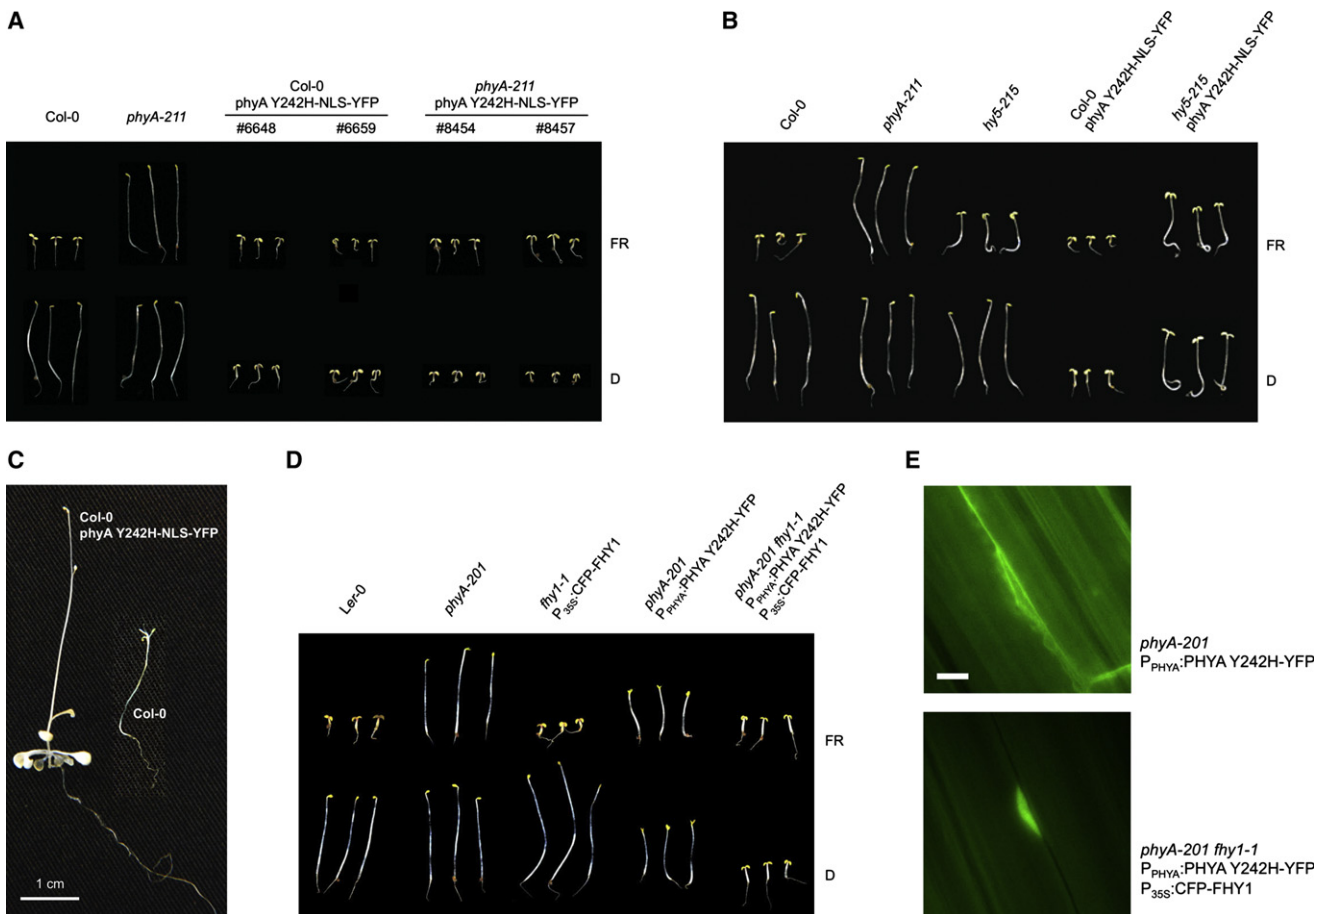 A
Col-0
phyA-211
Col-0
phyA Y242H-NLS-YFP
#6648
#6659
phyA-211
phyA Y242H-NLS-YFP
#8454
#8457
FR
D
B
Col-0
phyA-211
hy5-215
Col-0
phyA Y242H-NLS-YFP
hy5-215
phyA Y242H-NLS-YFP
FR
D
C
Col-0
phyA Y242H-NLS-YFP
Col-0
1 cm
D
Ler-0
phyA-201
fhy1-1
P35S:CFP-FHY1
phyA-201
PPHYA:PHYA Y242H-YFP
phyA-201 fhy1-1
PPHYA:PHYA Y242H-YFP
P35S:CFP-FHY1
FR
D
E
phyA-201
PPHYA:PHYA Y242H-YFP
phyA-201 fhy1-1
PPHYA:PHYA Y242H-YFP
P35S:CFP-FHY1